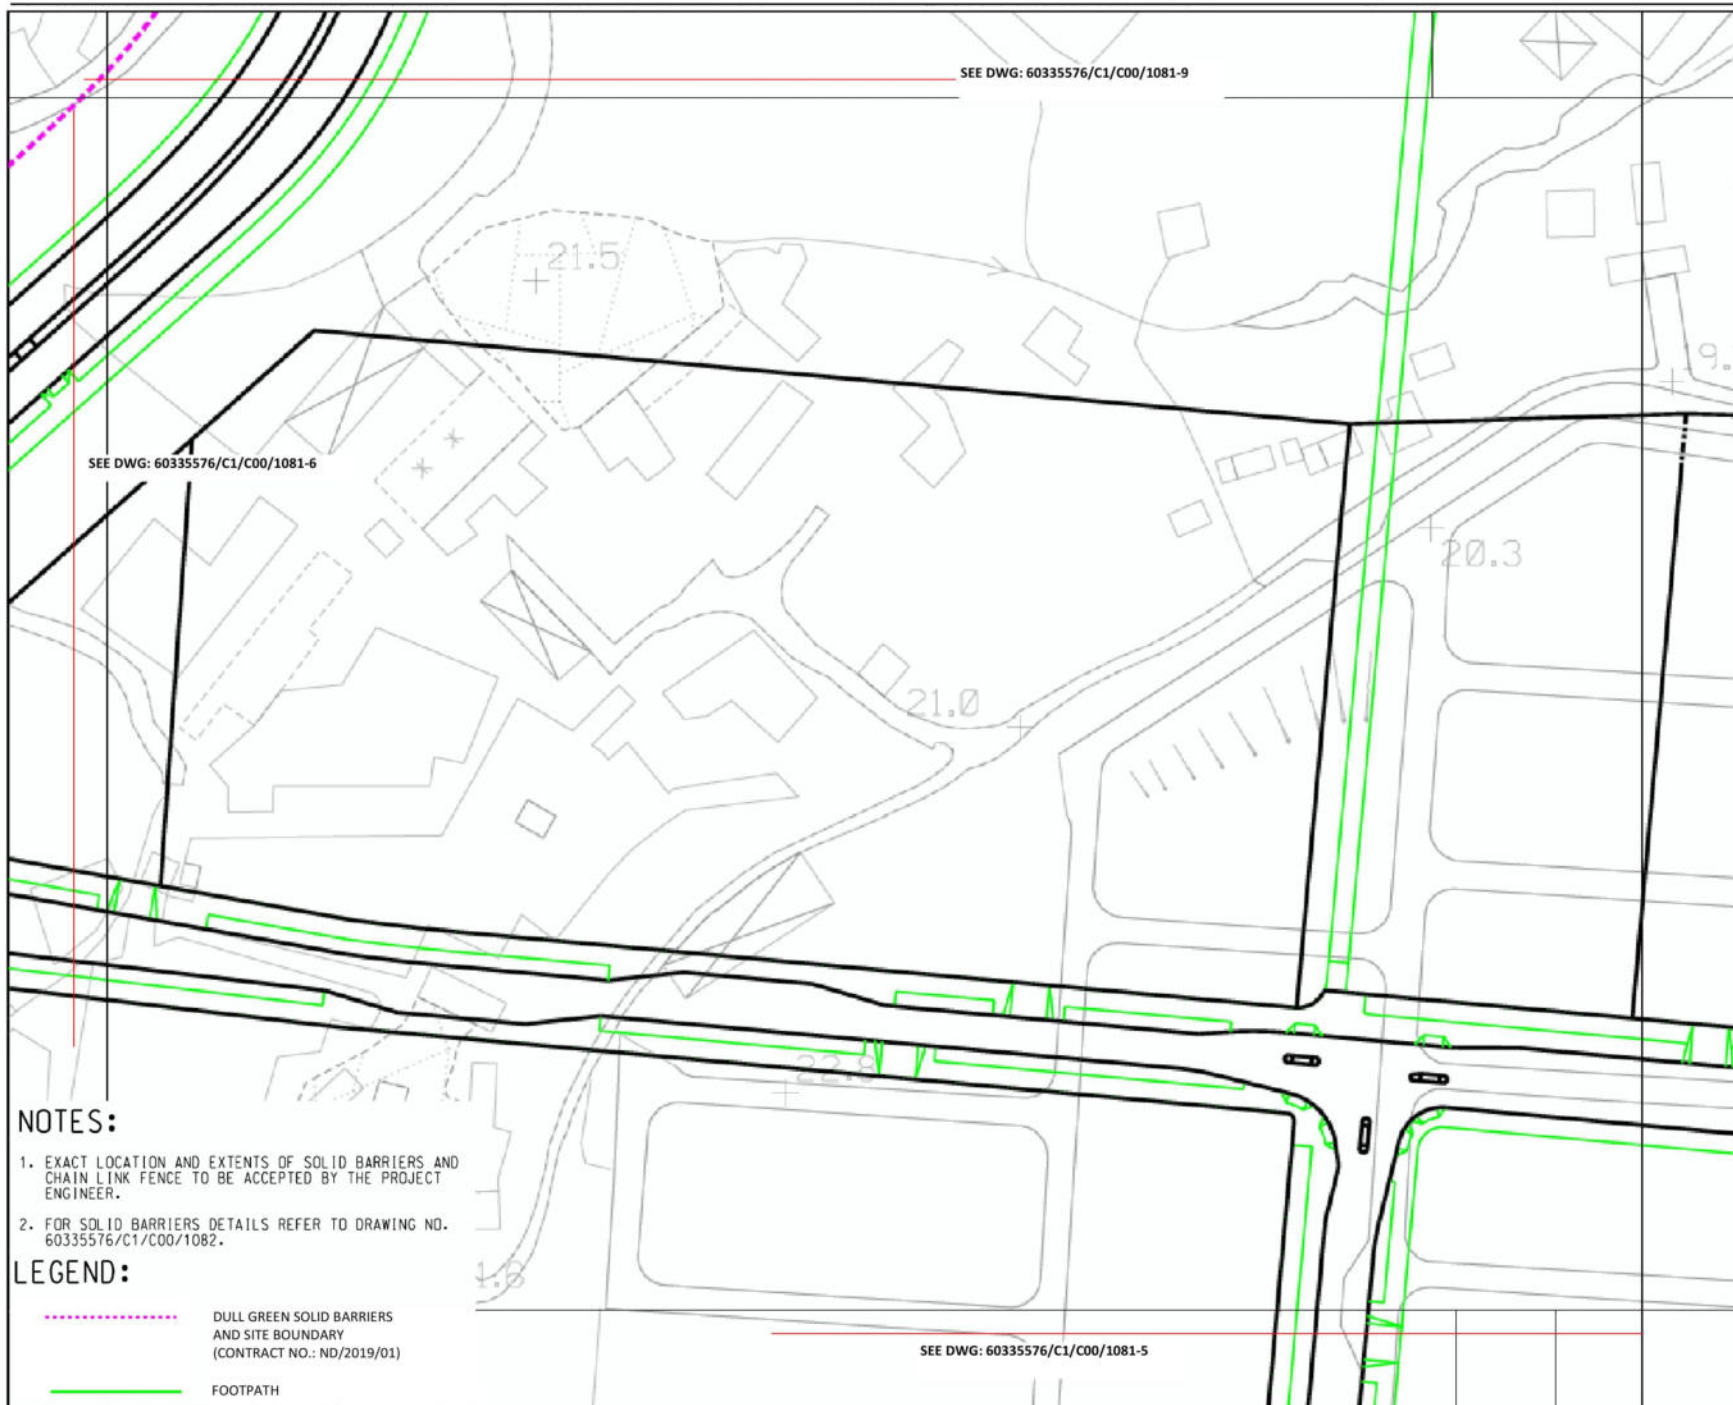 SEE DWG: 60335576/C1/C00/1081-9
21.5
19.
SEE DWG: 60335576/C1/C00/1081-6
20.3
21.0
22.8
NOTES:
1. EXACT LOCATION AND EXTENTS OF SOLID BARRIERS AND
CHAIN LINK FENCE TO BE ACCEPTED BY THE PROJECT
ENGINEER.
2. FOR SOLID BARRIERS DETAILS REFER TO DRAWING NO.
60335576/C1/C00/1082.
LEGEND:
1.6
DULL GREEN SOLID BARRIERS
AND SITE BOUNDARY
(CONTRACT NO.: ND/2019/01)
SEE DWG: 60335576/C1/C00/1081-5
FOOTPATH